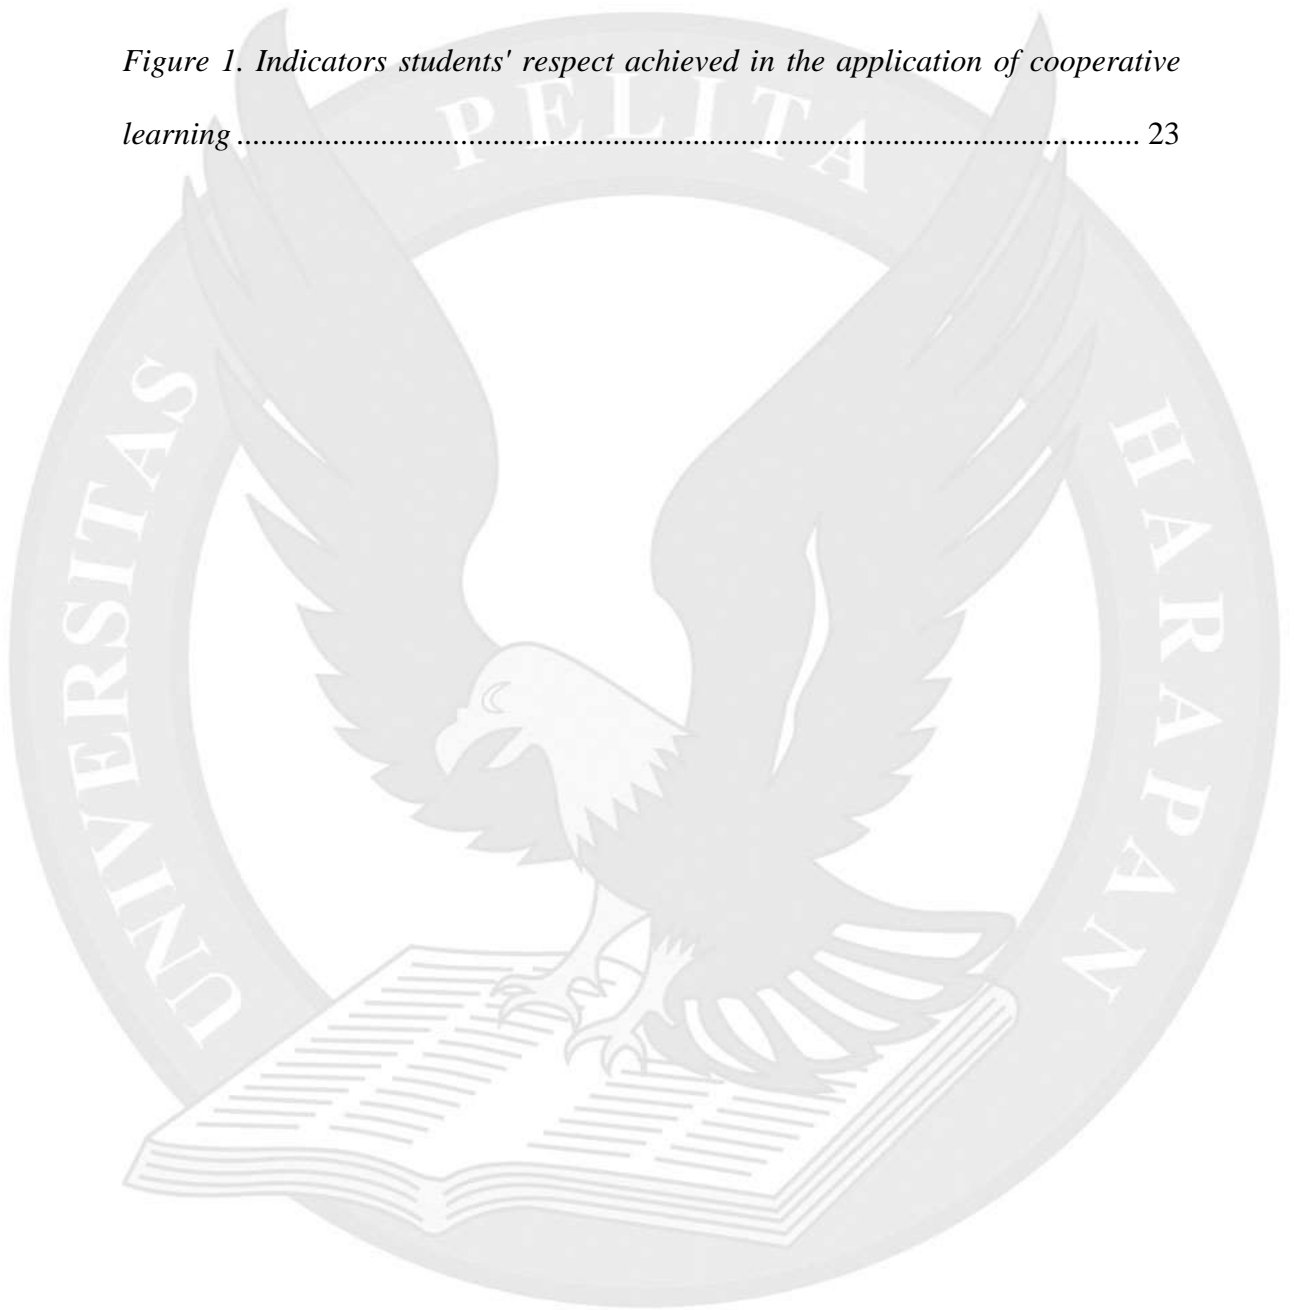 Figure 1. Indicators students' respect achieved in the application of cooperative
learning .................................................................................................................. 23
UNIVERSITAS
PELITA
HARAPAN